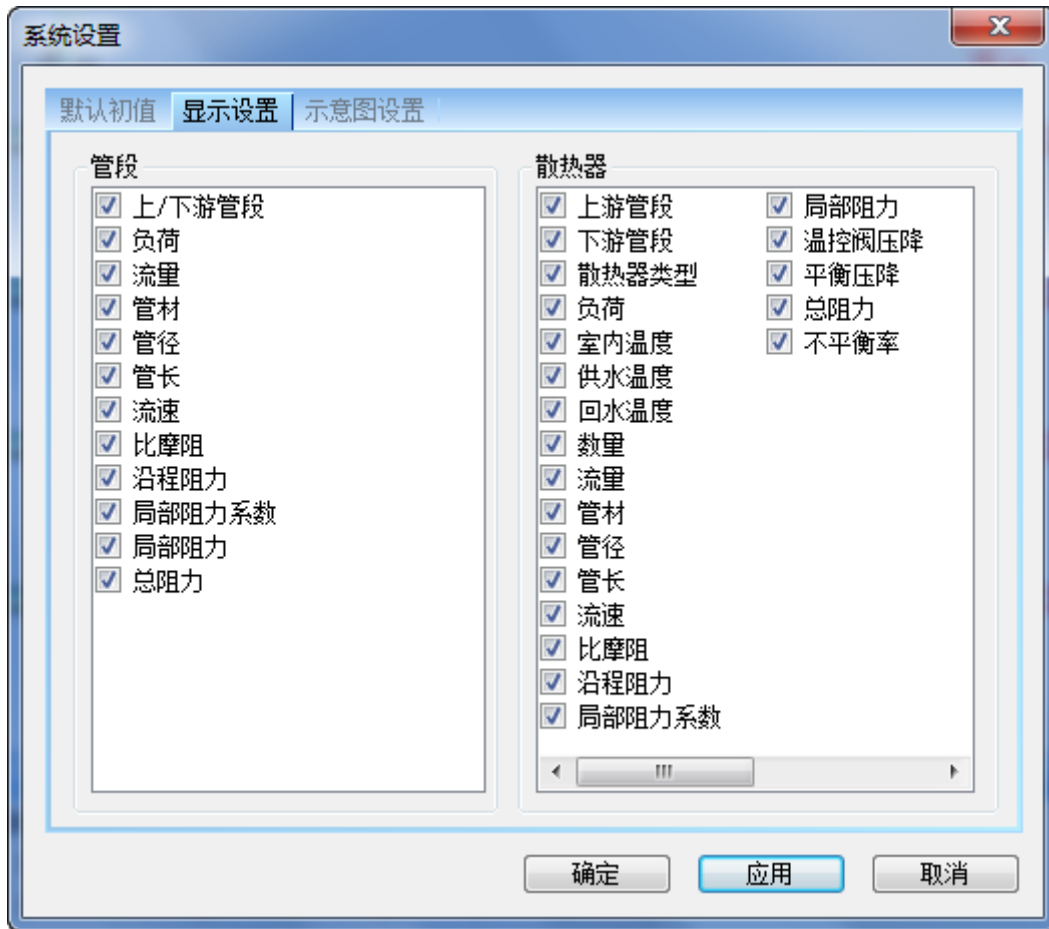 系统设置
默认初值 显示设置 示意图设置
管段
上/下游管段
负荷
流量
管材
管径
管长
流速
比摩阻
沿程阻力
局部阻力系数
局部阻力
总阻力
散热器
上游管段
下游管段
散热器类型
负荷
室内温度
供水温度
回水温度
数量
流量
管材
管径
管长
流速
比摩阻
沿程阻力
局部阻力系数
局部阻力
温控阀压降
平衡压降
总阻力
不平衡率
确定 应用 取消